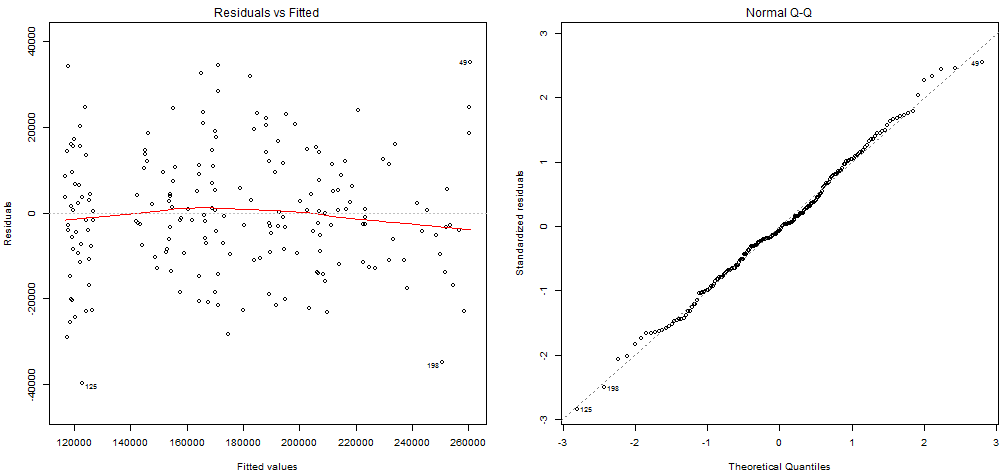 Residuals vs Fitted
Residuals
40000
20000
0
-20000
-40000
49
198
125
120000 140000 160000 180000 200000 220000 240000 260000
Fitted values
Normal Q-Q
Standardized residuals
3
2
1
0
-1
-2
-3
49
198
125
-3 -2 -1 0 1 2 3
Theoretical Quantiles